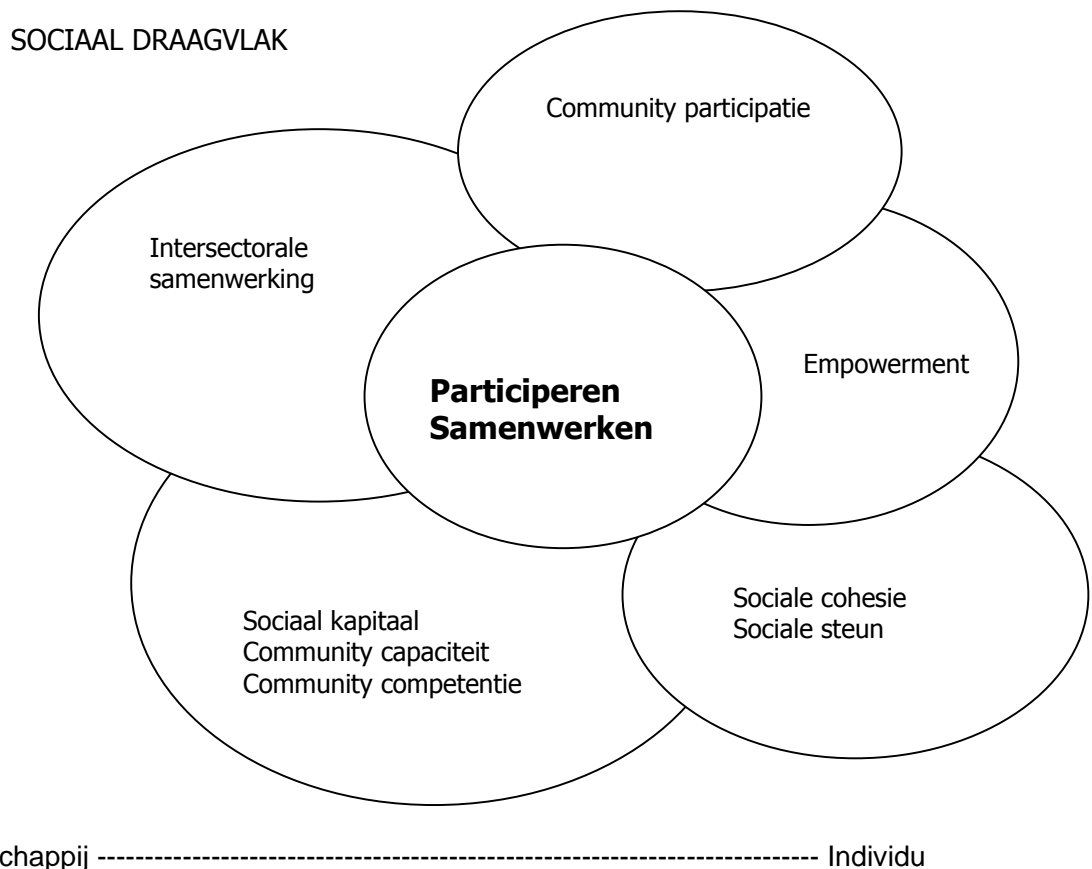 SOCIAAL DRAAGVLAK
Community participatie
Intersectorale
samenwerking
Empowerment
Participeren
Samenwerken
Sociale cohesie
Sociale steun
Sociaal kapitaal
Community capaciteit
Community competentie
chappij ----------------------------------------------------------------------------- Individu